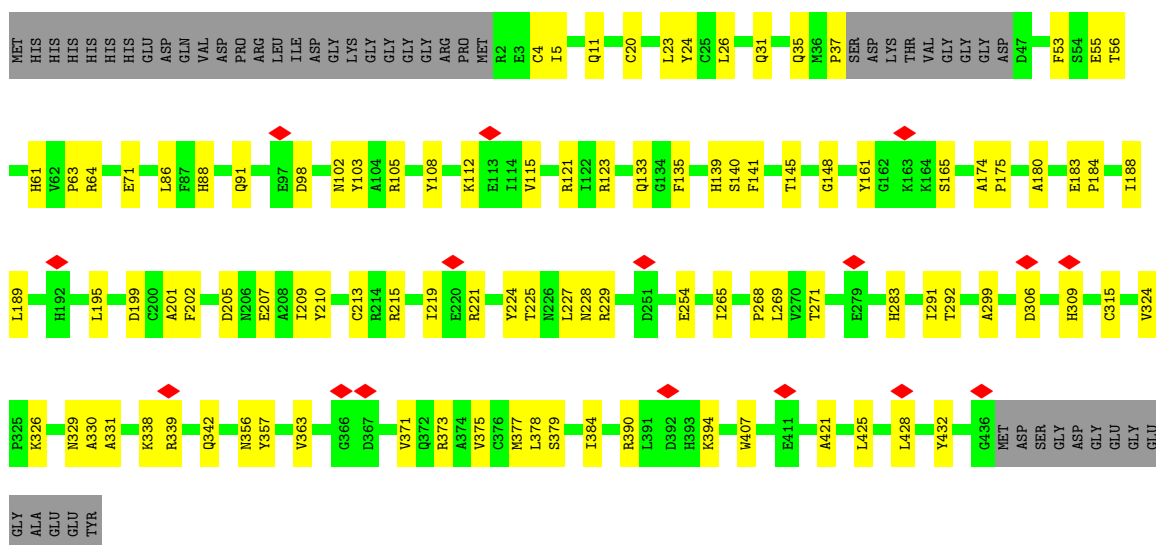 MET HIS HIS HIS HIS HIS HIS GLU ASP GLN VAL ASP PRO ARG LEU ILE ASP GLY LYS GLY GLY GLY GLY ARG PRO MET R2 E3 C4 I5 Q11 C20 L23 Y24 C25 L26 Q31 Q35 M36 P37 SER ASP LYS THR VAL GLY GLY GLY ASP D47 F53 S54 E55 T56
H61 V62 P63 R64 E71 L86 F87 H88 Q91 E97 D98 N102 Y103 A104 R105 Y108 K112 E113 I114 V115 R121 I122 R123 Q133 G134 F135 H139 S140 F141 T145 G148 Y161 G162 K163 K164 S165 A174 P175 A180 E183 P184 I188
L189 H192 L195 D199 C200 A201 F202 D205 N206 E207 A208 I209 Y210 C213 R214 R215 I219 E220 R221 Y224 T225 N226 L227 N228 R229 D251 E254 I265 P268 L269 V270 T271 E279 H283 I291 T292 A299 D306 H309 C315 V324
P325 K326 N329 A330 A331 K338 R339 Q342 N356 Y357 V363 G366 D367 V371 Q372 R373 A374 V375 C376 M377 L378 S379 I384 R390 L391 D392 H393 K394 W407 E411 A421 L425 L428 Y432 G436 MET ASP SER GLY ASP GLY GLU GLY GLU
GLY ALA GLU GLU TYR